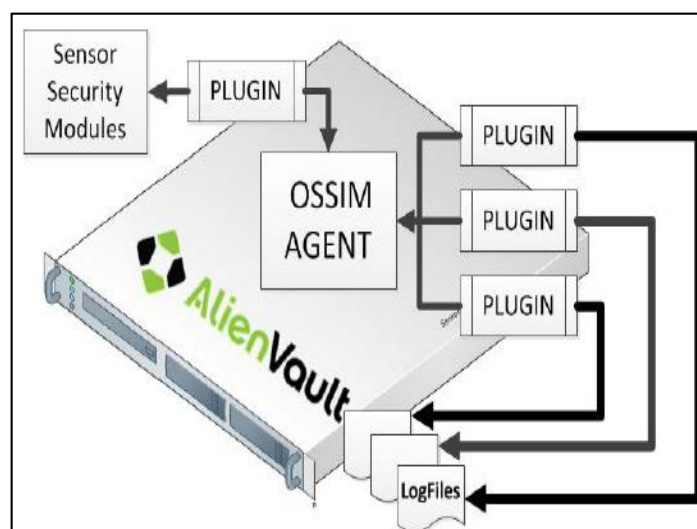 Sensor
Security
Modules
PLUGIN
PLUGIN
OSSIM
AGENT
PLUGIN
PLUGIN
AlienVault
LogFiles